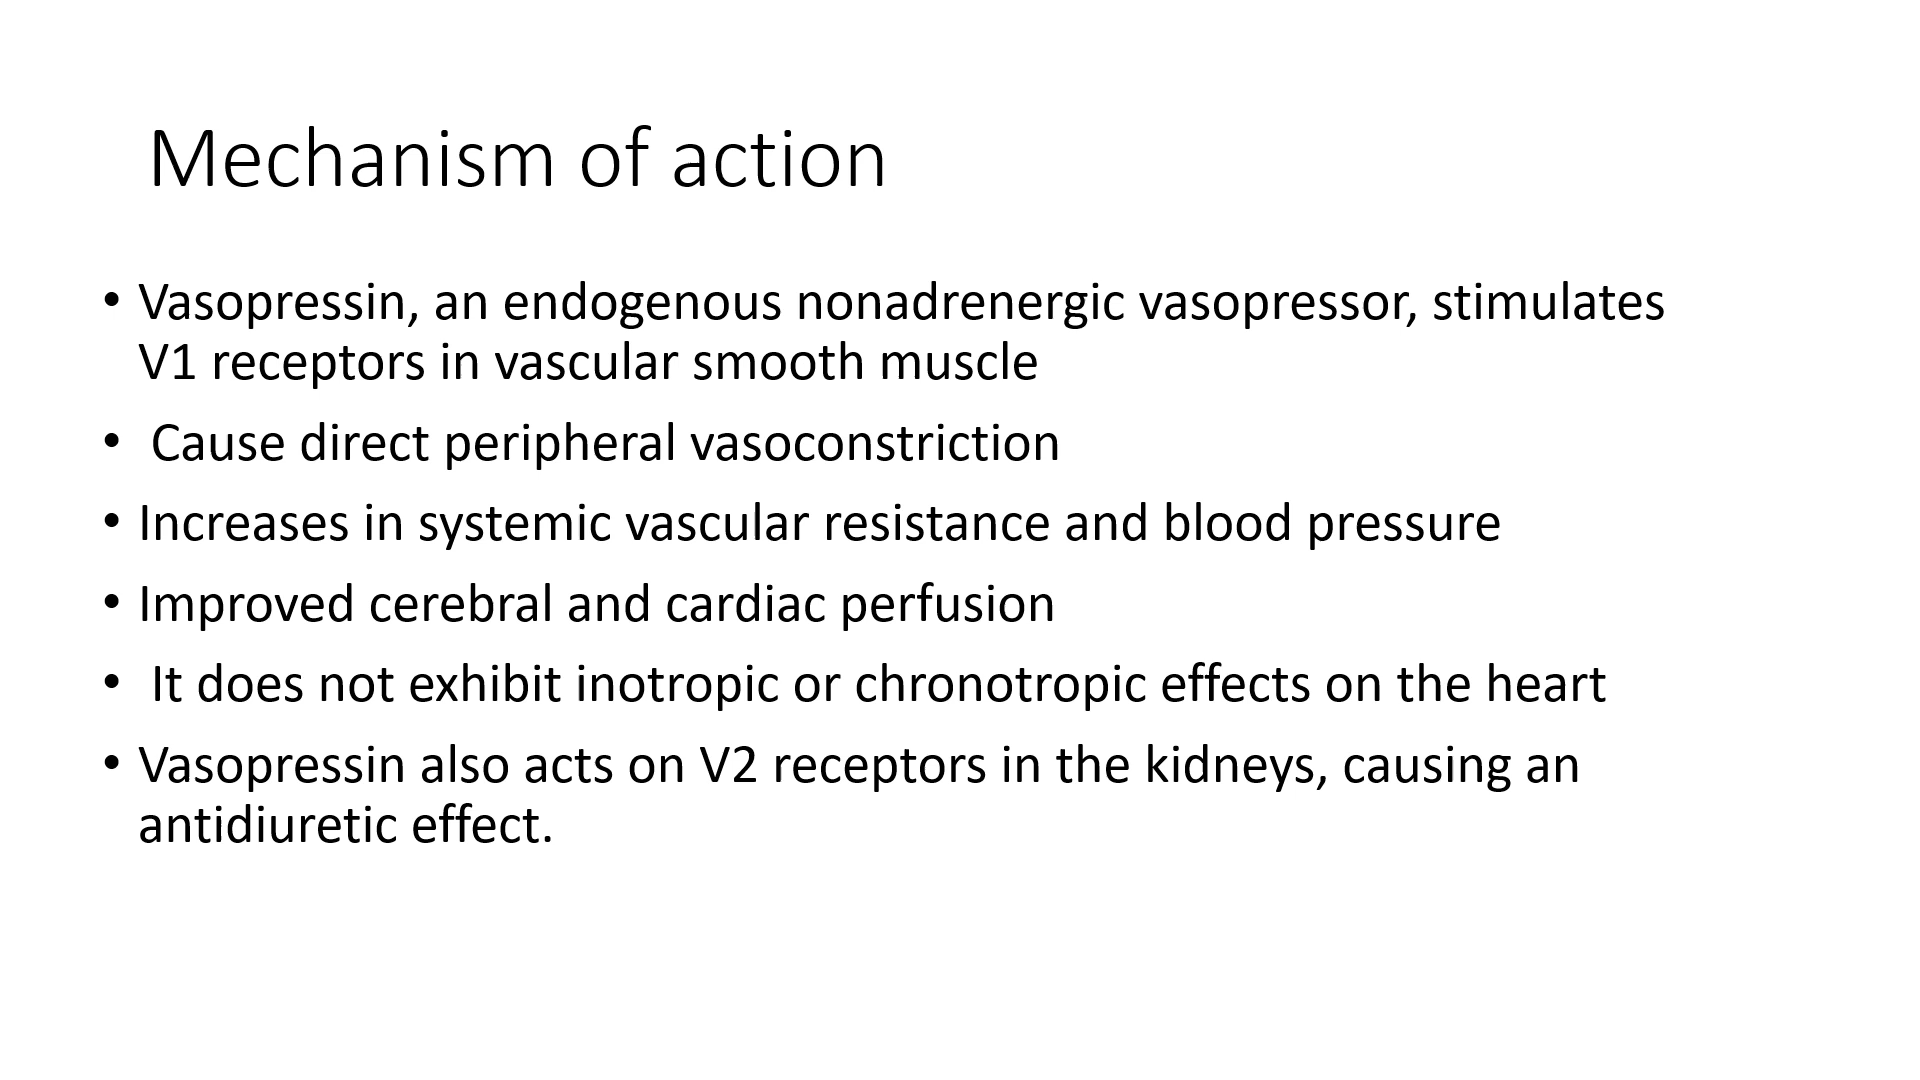 Mechanism of action
• Vasopressin, an endogenous nonadrenergic vasopressor, stimulates
V1 receptors in vascular smooth muscle
• Cause direct peripheral vasoconstriction
• Increases in systemic vascular resistance and blood pressure
• Improved cerebral and cardiac perfusion
• It does not exhibit inotropic or chronotropic effects on the heart
• Vasopressin also acts on V2 receptors in the kidneys, causing an
antidiuretic effect.